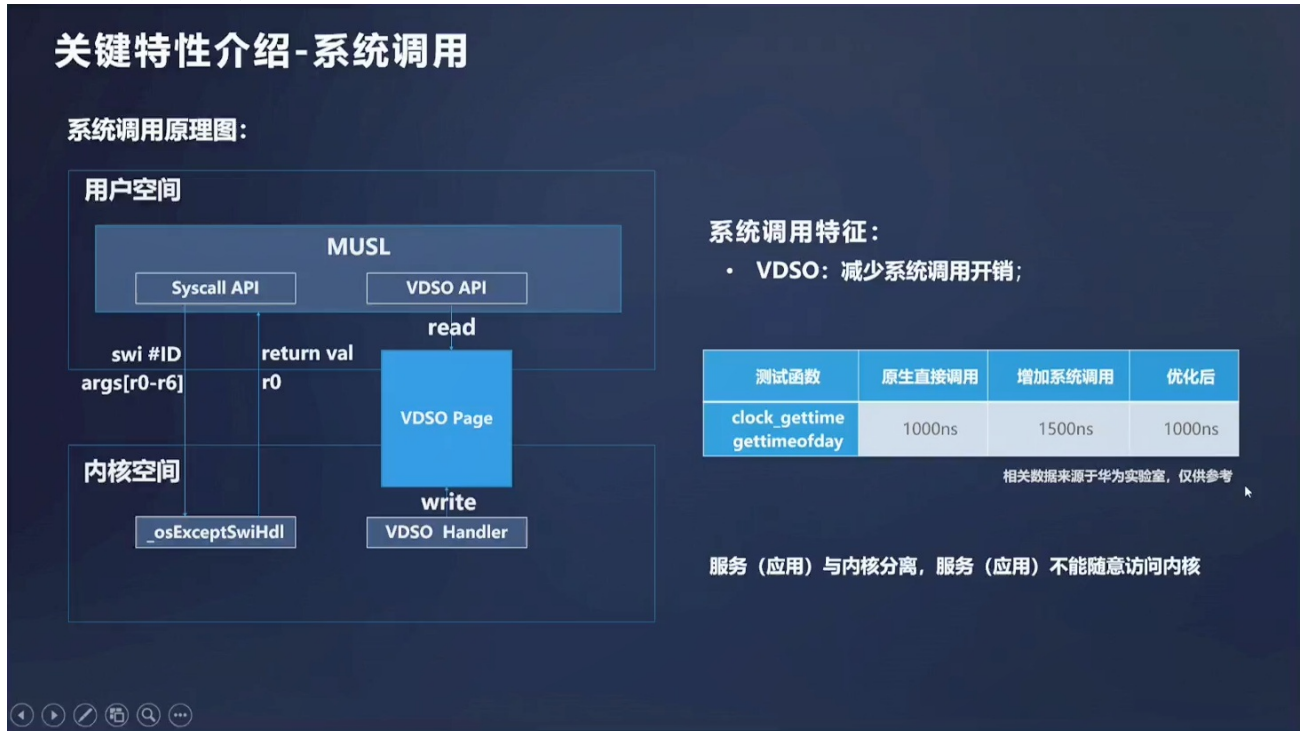 关键特性介绍-系统调用
系统调用原理图：
用户空间
MUSL
Syscall API
VDSO API
read
swi #ID
args[r0-r6]
return val
r0
VDSO Page
内核空间
write
_osExceptSwiHdl
VDSO Handler
系统调用特征：
• VDSO：减少系统调用开销；
测试函数 原生直接调用 增加系统调用 优化后
clock_gettime
gettimeofday
1000ns 1500ns 1000ns
相关数据来源于华为实验室，仅供参考
服务（应用）与内核分离，服务（应用）不能随意访问内核